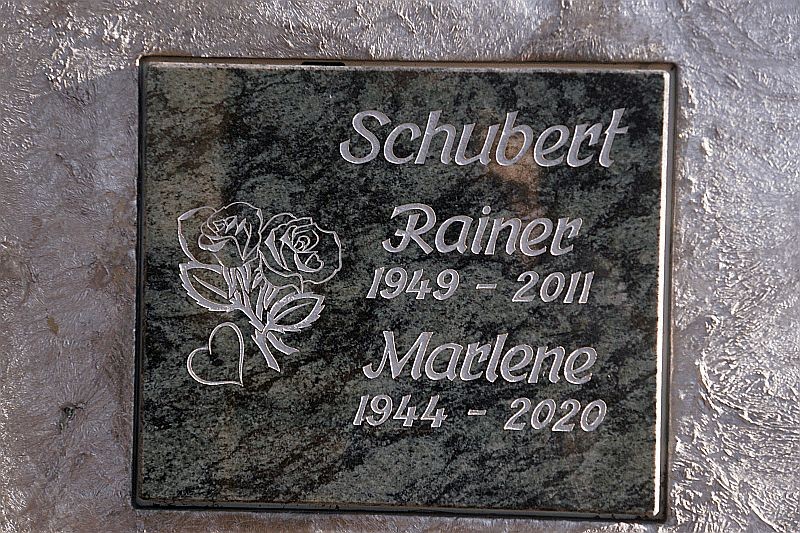 Schubert
Rainer
1949 - 2011
Marlene
1944 - 2020